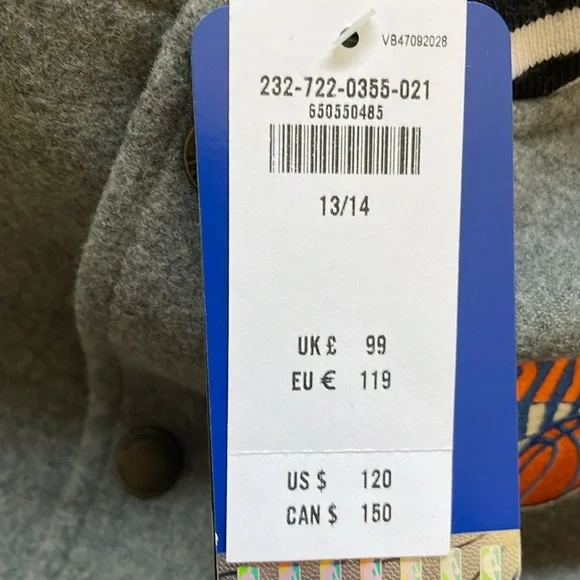 VB47092028
232-722-0355-021
650550485
13/14
UK £ 99
EU € 119
US $ 120
CAN $ 150